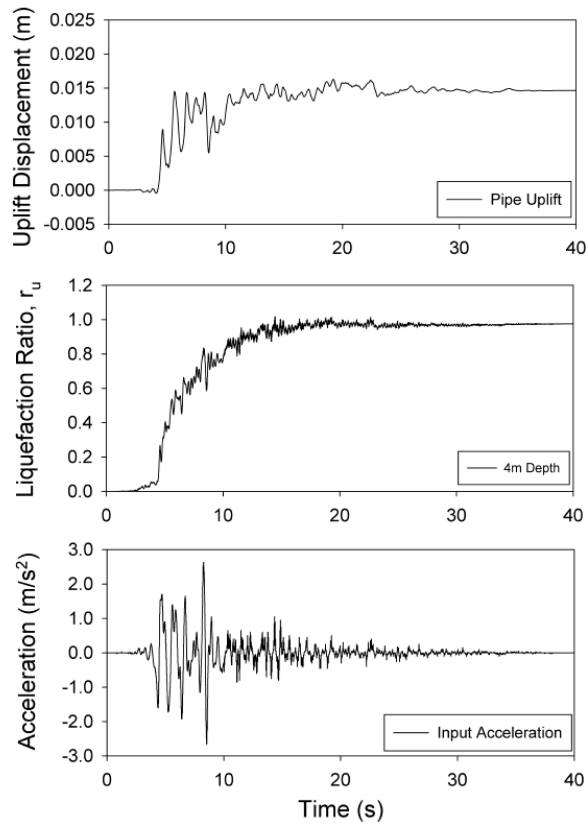 Uplift Displacement (m)
0.025
0.020
0.015
0.010
0.005
0.000
-0.005
Pipe Uplift
0 10 20 30 40
Liquefaction Ratio, ru
1.2
1.0
0.8
0.6
0.4
0.2
0.0
4m Depth
0 10 20 30 40
Acceleration (m/s²)
3.0
2.0
1.0
0.0
-1.0
-2.0
-3.0
Input Acceleration
0 10 20 30 40
Time (s)